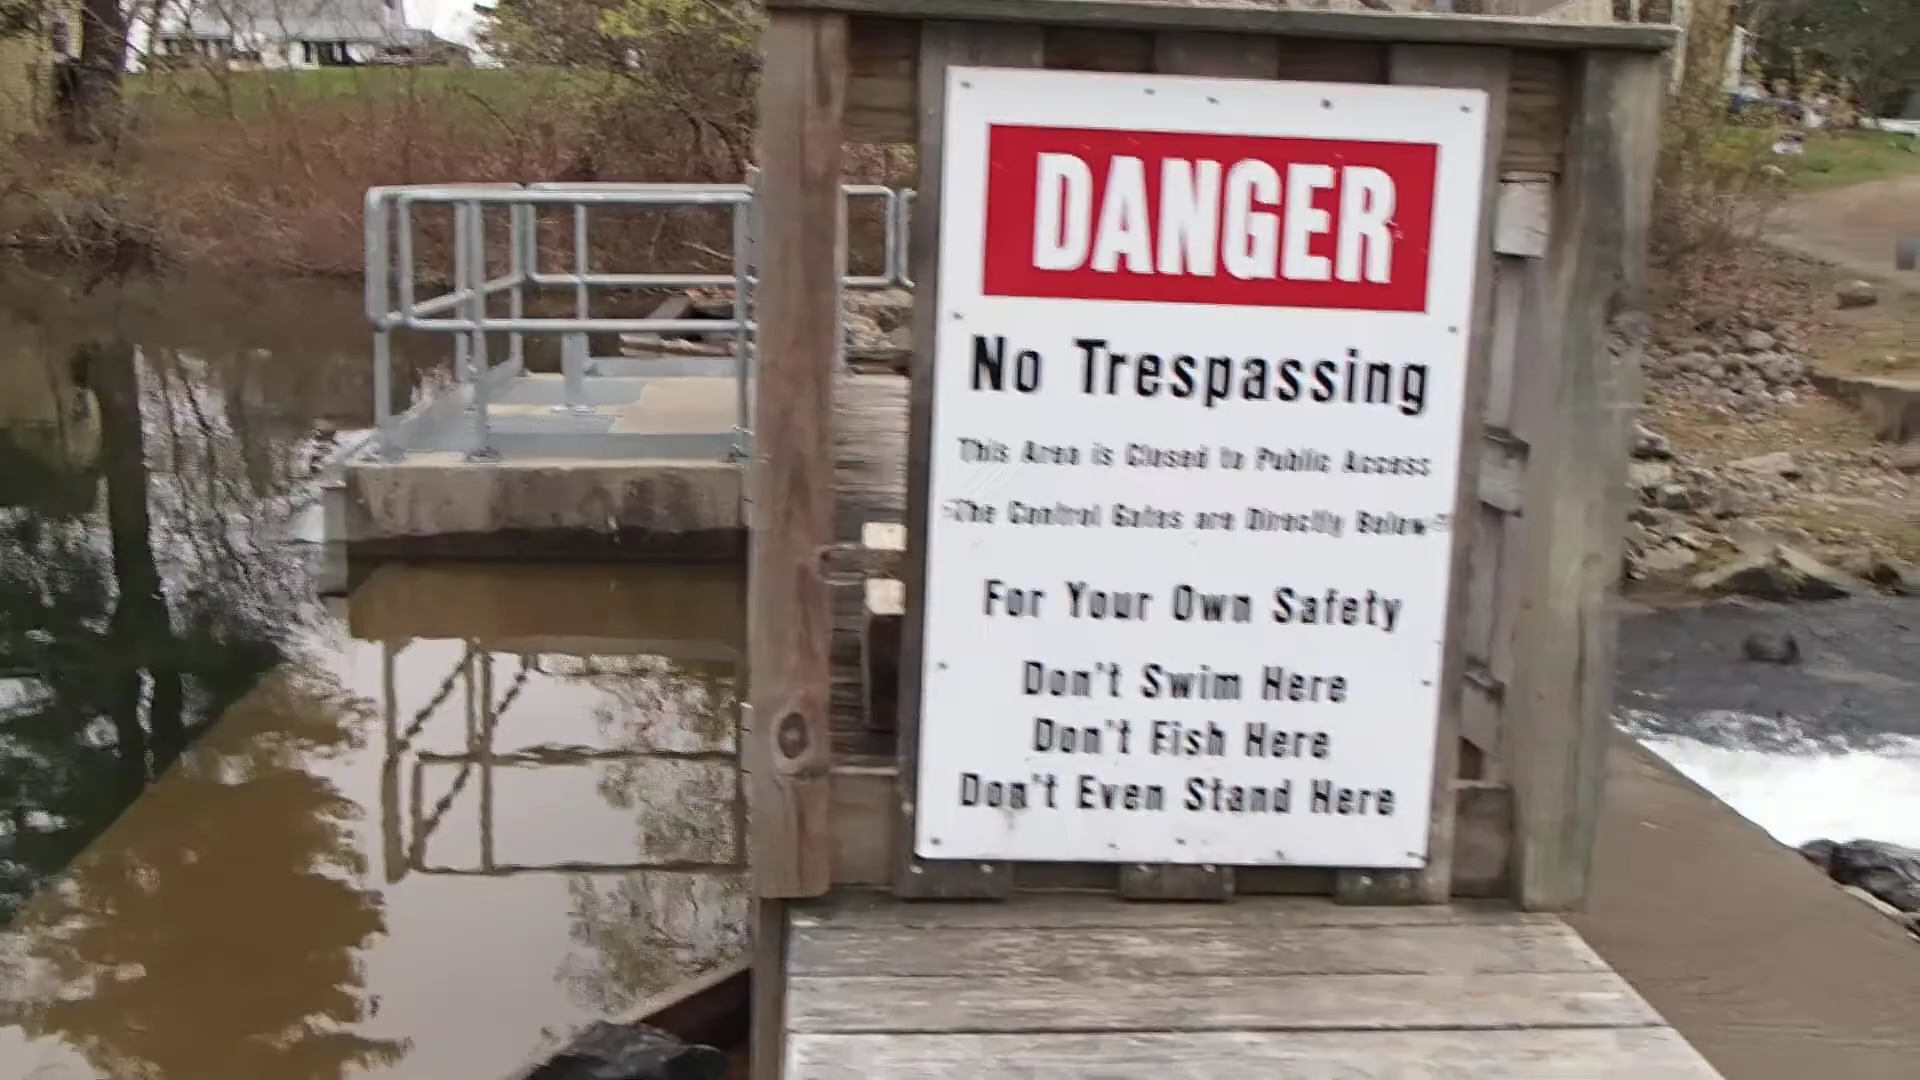 DANGER
No Trespassing
This Area is Closed to Public Access
The Control Gates are Directly Below
For Your Own Safety
Don't Swim Here
Don't Fish Here
Don't Even Stand Here